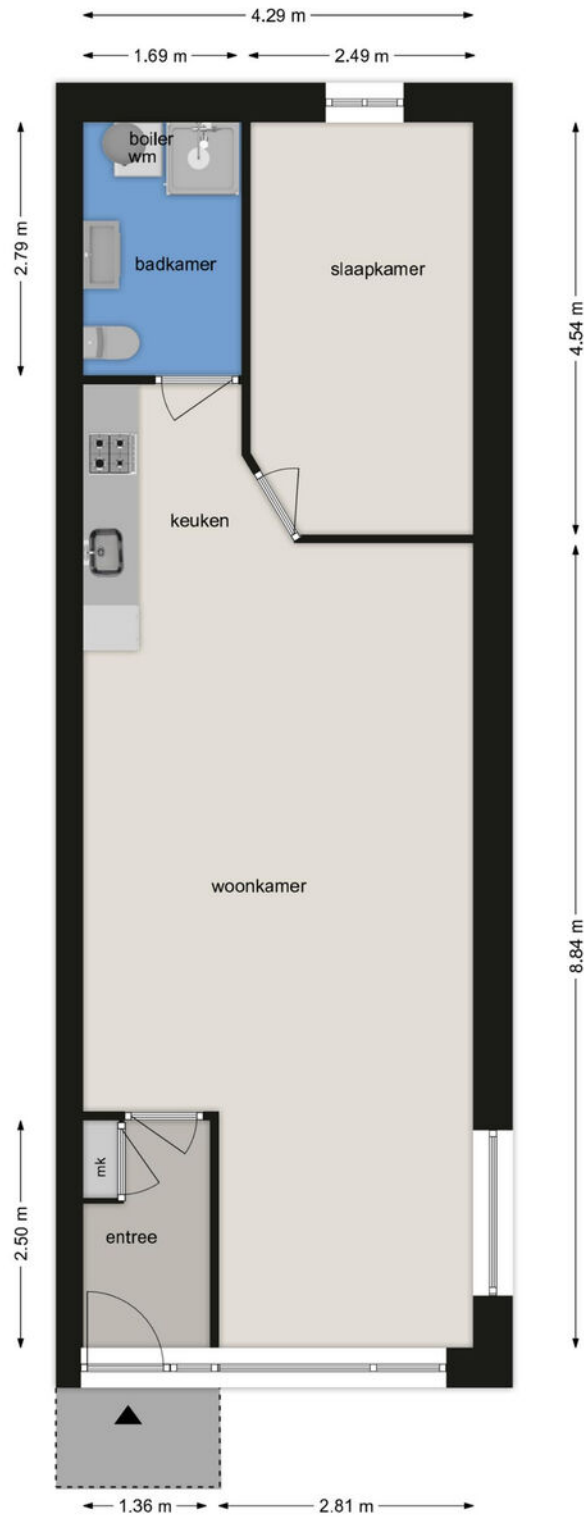 4.29 m
1.69 m
2.49 m
boiler
wm
2.79 m
badkamer
slaapkamer
4.54 m
keuken
woonkamer
8.84 m
mk
2.50 m
entree
1.36 m
2.81 m